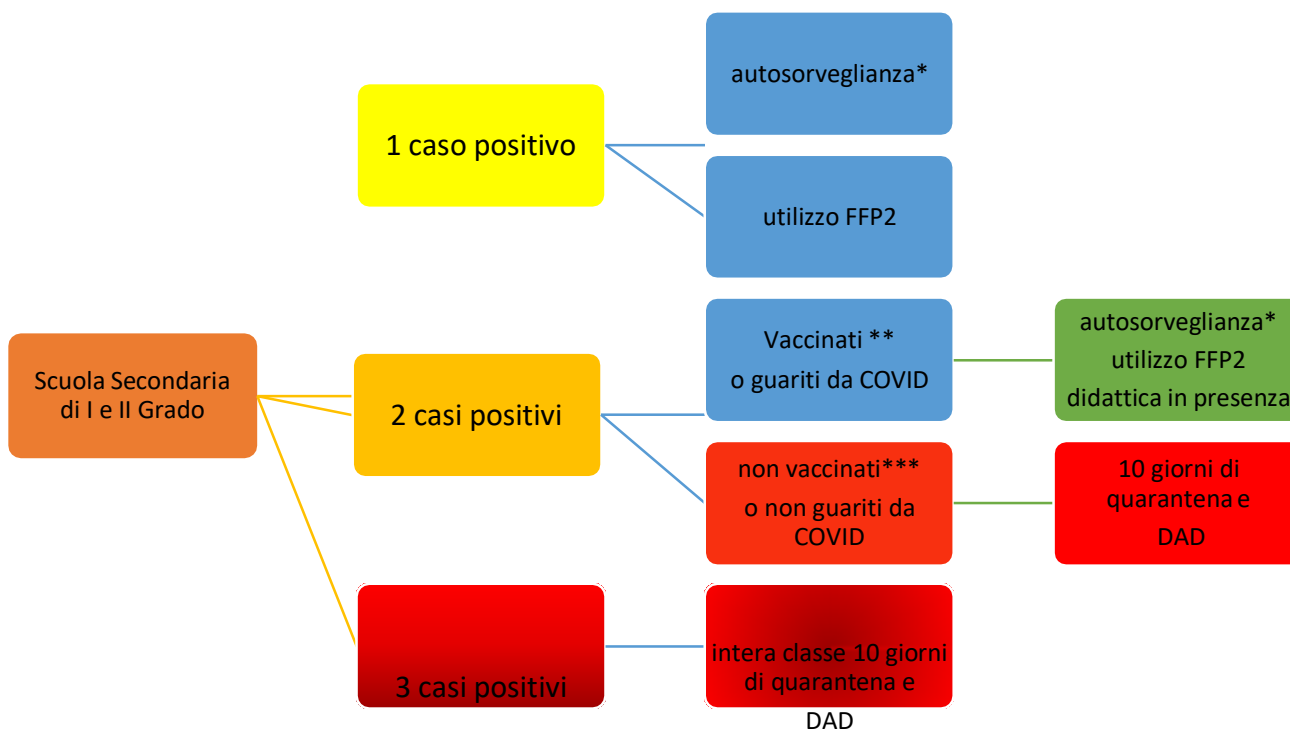 Scuola Secondaria
di I e II Grado
1 caso positivo
autosorveglianza*
utilizzo FFP2
2 casi positivi
Vaccinati **
o guariti da COVID
autosorveglianza*
utilizzo FFP2
didattica in presenza
non vaccinati***
o non guariti da
COVID
10 giorni di
quarantena e
DAD
3 casi positivi
intera classe 10 giorni
di quarantena e
DAD